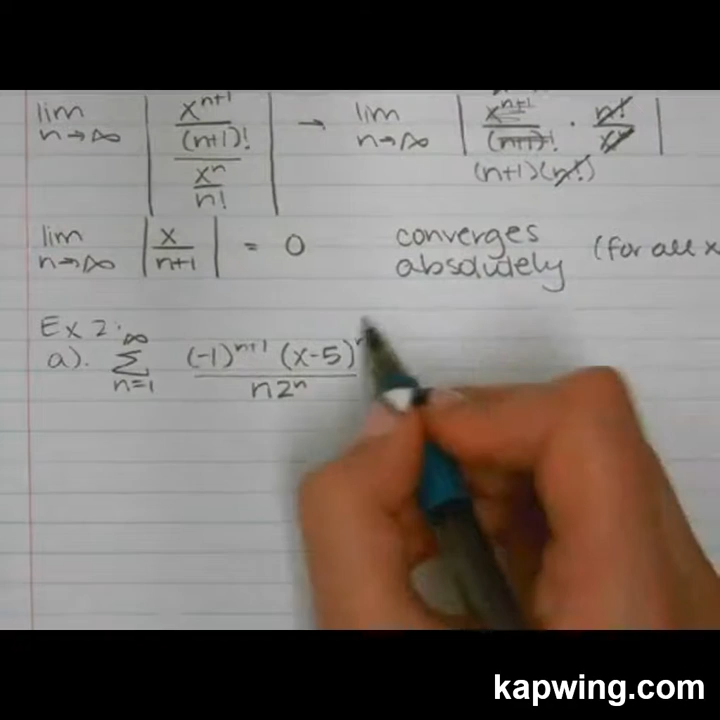 lim n→∞ | x^(n+1)/(n+1)! / x^n/n! | → lim n→∞ | x^(n+1)/(n+1)! · n!/x^n |
(n+1)(n!)
lim n→∞ | x/(n+1) | = 0 converges absolutely (for all x
Ex 2:
a). ∞ Σ n=1 (-1)^(n+1) (x-5)^n / n2^n
kapwing.com